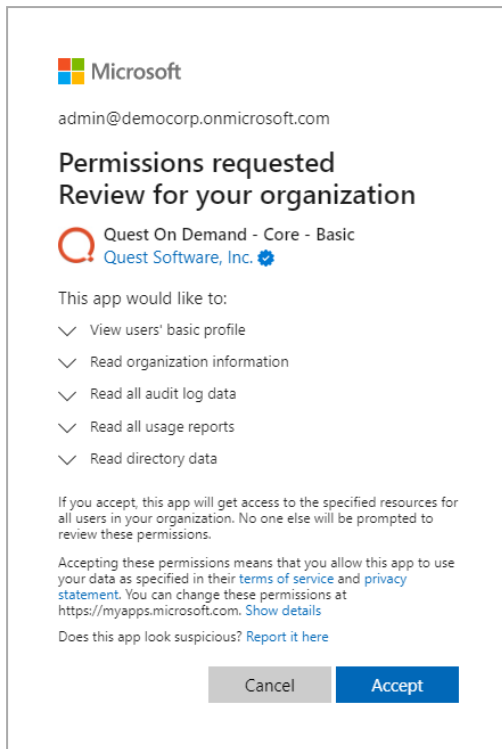 Microsoft
admin@democorp.onmicrosoft.com
Permissions requested
Review for your organization
Quest On Demand - Core - Basic
Quest Software, Inc.
This app would like to:
View users' basic profile
Read organization information
Read all audit log data
Read all usage reports
Read directory data
If you accept, this app will get access to the specified resources for
all users in your organization. No one else will be prompted to
review these permissions.
Accepting these permissions means that you allow this app to use
your data as specified in their terms of service and privacy
statement. You can change these permissions at
https://myapps.microsoft.com. Show details
Does this app look suspicious? Report it here
Cancel
Accept